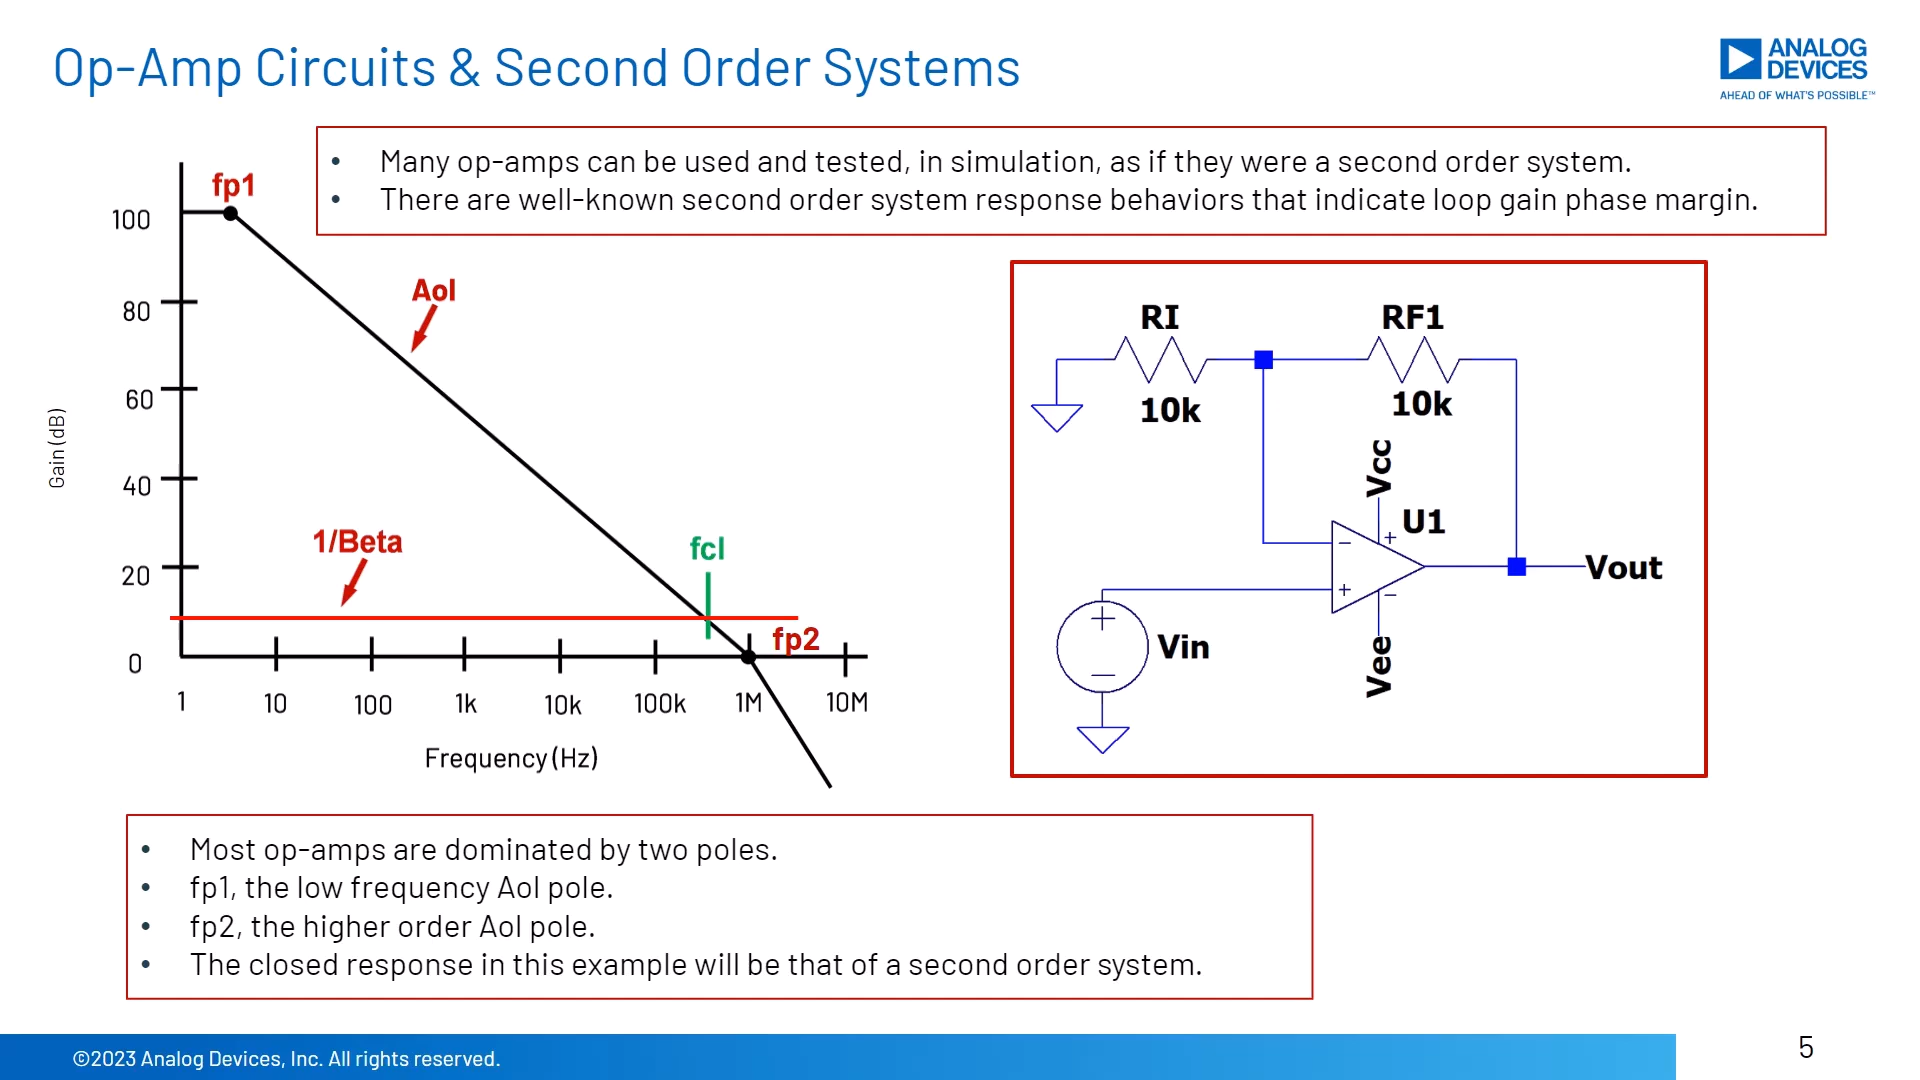 Op-Amp Circuits & Second Order Systems
ANALOG
DEVICES
AHEAD OF WHAT'S POSSIBLE™
• Many op-amps can be used and tested, in simulation, as if they were a second order system.
• There are well-known second order system response behaviors that indicate loop gain phase margin.
fp1
100
Aol
80
60
Gain (dB)
40
1/Beta
fcl
20
fp2
0
1 10 100 1k 10k 100k 1M 10M
Frequency (Hz)
RI RF1
10k 10k
Vcc
U1
− +
Vout
+ −
+
Vin
−
Vee
• Most op-amps are dominated by two poles.
• fp1, the low frequency Aol pole.
• fp2, the higher order Aol pole.
• The closed response in this example will be that of a second order system.
©2023 Analog Devices, Inc. All rights reserved.
5